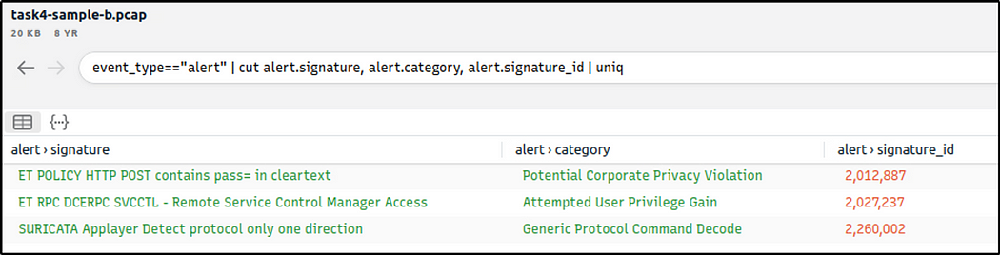 task4-sample-b.pcap
20 KB 8 YR
event_type=="alert" | cut alert.signature, alert.category, alert.signature_id | uniq
{···}
alert › signature alert › category alert › signature_id
ET POLICY HTTP POST contains pass= in cleartext Potential Corporate Privacy Violation 2,012,887
ET RPC DCERPC SVCCTL - Remote Service Control Manager Access Attempted User Privilege Gain 2,027,237
SURICATA Applayer Detect protocol only one direction Generic Protocol Command Decode 2,260,002